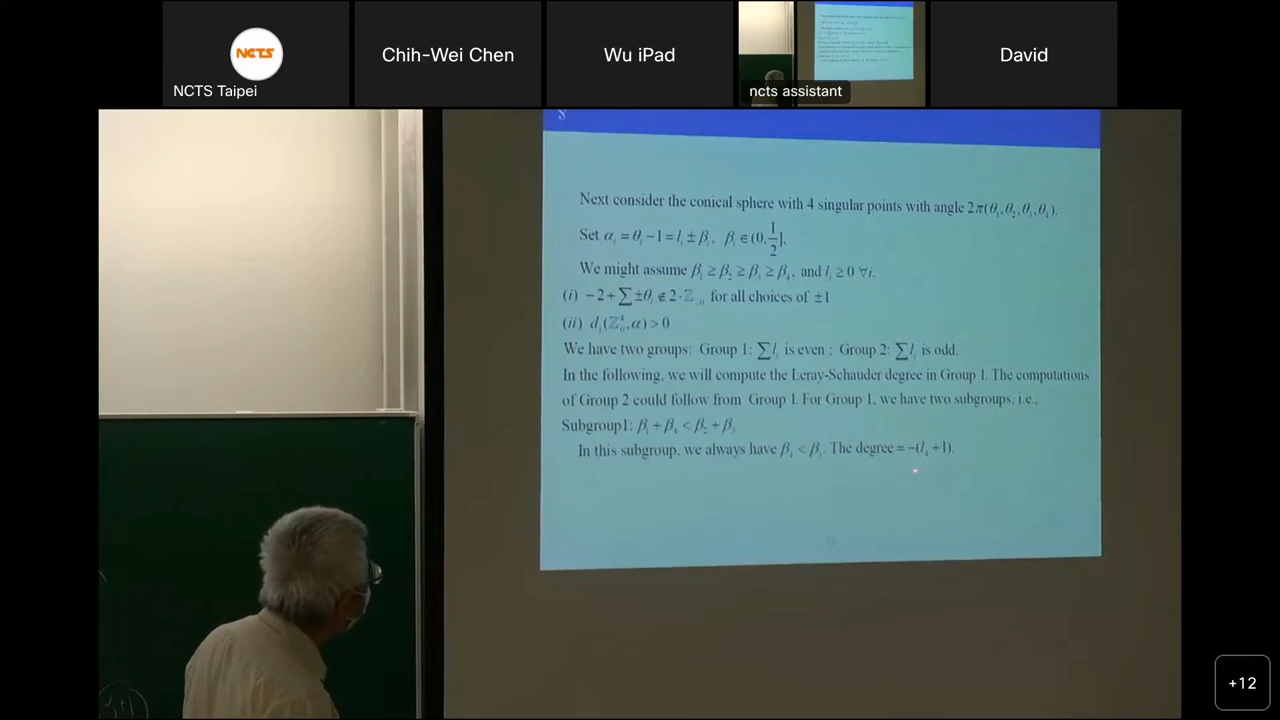 NCTS
NCTS Taipei
Chih-Wei Chen
Wu iPad
ncts assistant
David
8
Next consider the conical sphere with 4 singular points with angle 2π(θ₁,θ₂,θ₃,θ₄).
Set αᵢ = θᵢ −1 = lᵢ ± βᵢ, βᵢ ∈ (0, 1/2],
We might assume β₁ ≥ β₂ ≥ β₃ ≥ β₄, and lᵢ ≥ 0 ∀i.
(i) −2 + ∑ ±θᵢ ∉ 2·ℤ≥0 for all choices of ±1
(ii) d₁(ℤ₀⁴, α) > 0
We have two groups: Group 1: ∑lᵢ is even ; Group 2: ∑lᵢ is odd.
In the following, we will compute the Leray-Schauder degree in Group 1. The computations
of Group 2 could follow from Group 1. For Group 1, we have two subgroups, i.e.,
Subgroup1: β₁ + β₄ < β₂ + β₃
In this subgroup, we always have β₄ < βᵢ. The degree = −(l₄ +1).
+12